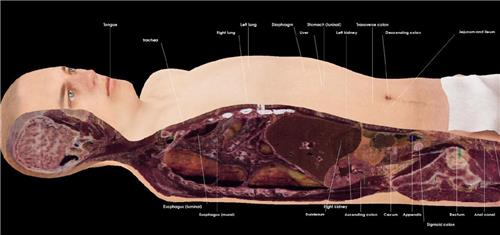 Tongue
trachea
Right lung
Left lung
Diaphragm
Liver
Stomach (luminal)
Left kidney
Transverse colon
Descending colon
Jejunum and ileum
Esophagus (luminal)
Esophagus (mural)
Duodenum
Right kidney
Ascending colon
Cecum
Appendix
Sigmoid colon
Rectum
Anal canal